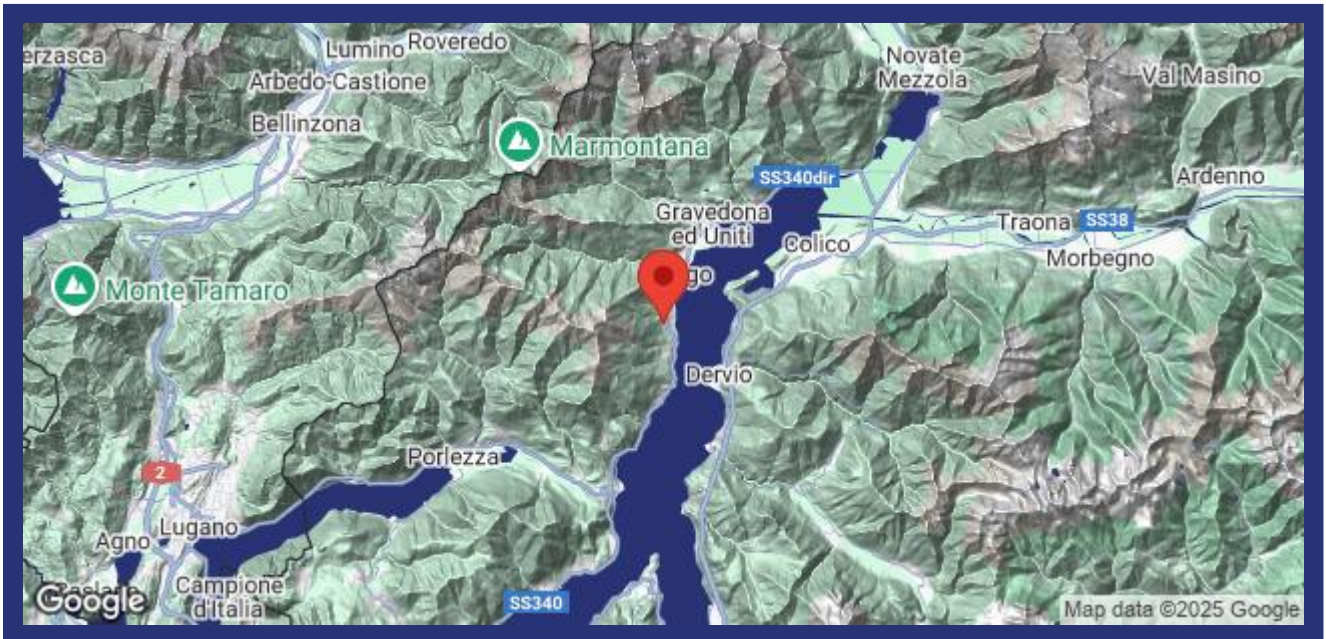 erzasca
Lumino
Roveredo
Arbedo-Castione
Bellinzona
Marmontana
Novate
Mezzola
Val Masino
SS340dir
Ardenno
Gravedona
ed Uniti
Traona
SS38
Colico
Morbegno
Monte Tamaro
go
Dervio
Porlezza
2
Lugano
Agno
Campione
d'Italia
SS340
Google
Map data ©2025 Google